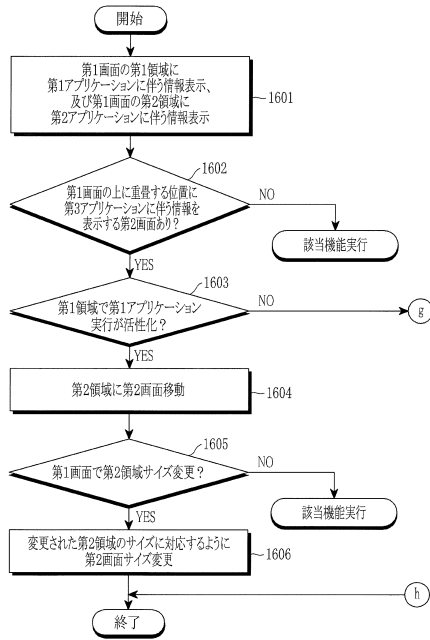 開始
第1画面の第1領域に
第1アプリケーションに伴う情報表示、
及び第1画面の第2領域に
第2アプリケーションに伴う情報表示
1601
1602
第1画面の上に重畳する位置に
第3アプリケーションに伴う情報を
表示する第2画面あり？
NO
該当機能実行
YES
1603
第1領域で第1アプリケーション
実行が活性化？
NO
g
YES
第2領域に第2画面移動
1604
1605
第1画面で第2領域サイズ変更？
NO
該当機能実行
YES
変更された第2領域のサイズに対応するように
第2画面サイズ変更
1606
h
終了